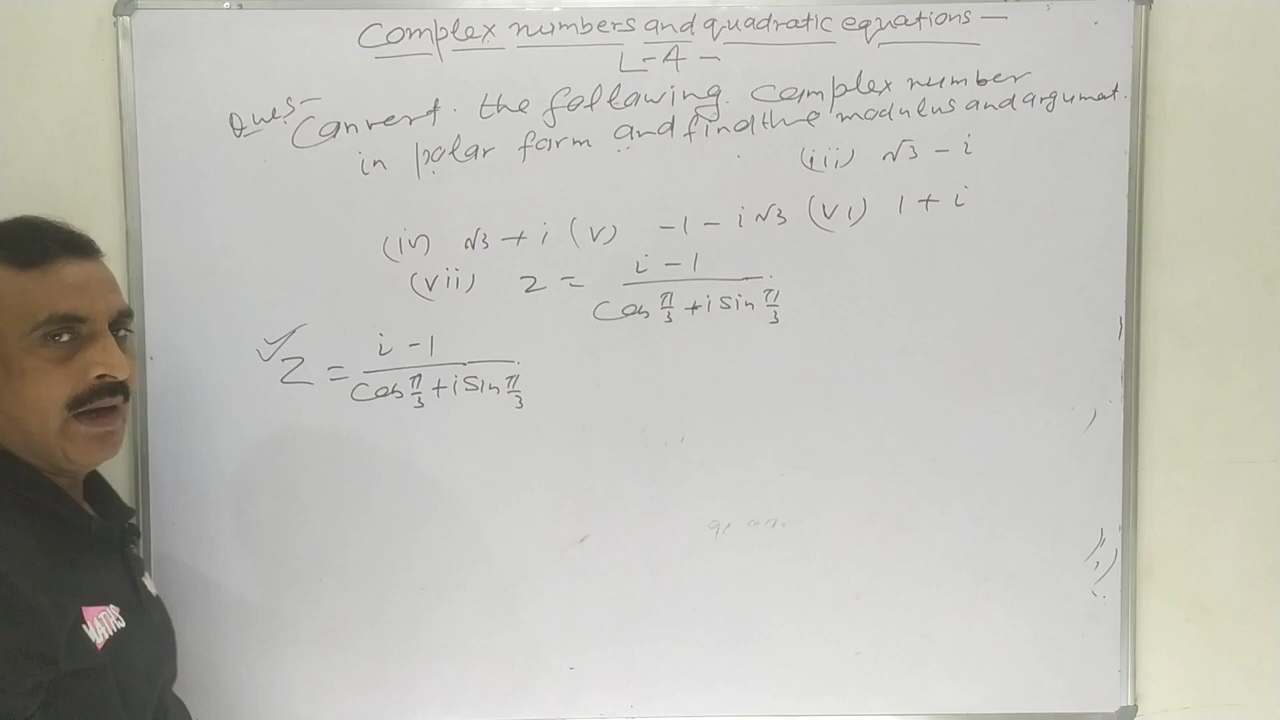 Complex numbers and quadratic equations —
L-4 -
Ques- Convert. the following. Complex number
in polar form and find the modulus and argumat.
(iii) √3 - i
(iv) √3 + i (v) -1 - i√3 (vi) 1 + i
(vii) z = i - 1 / Cos π/3 + i Sin π/3
✓ z = i - 1 / Cos π/3 + i Sin π/3
MATHS